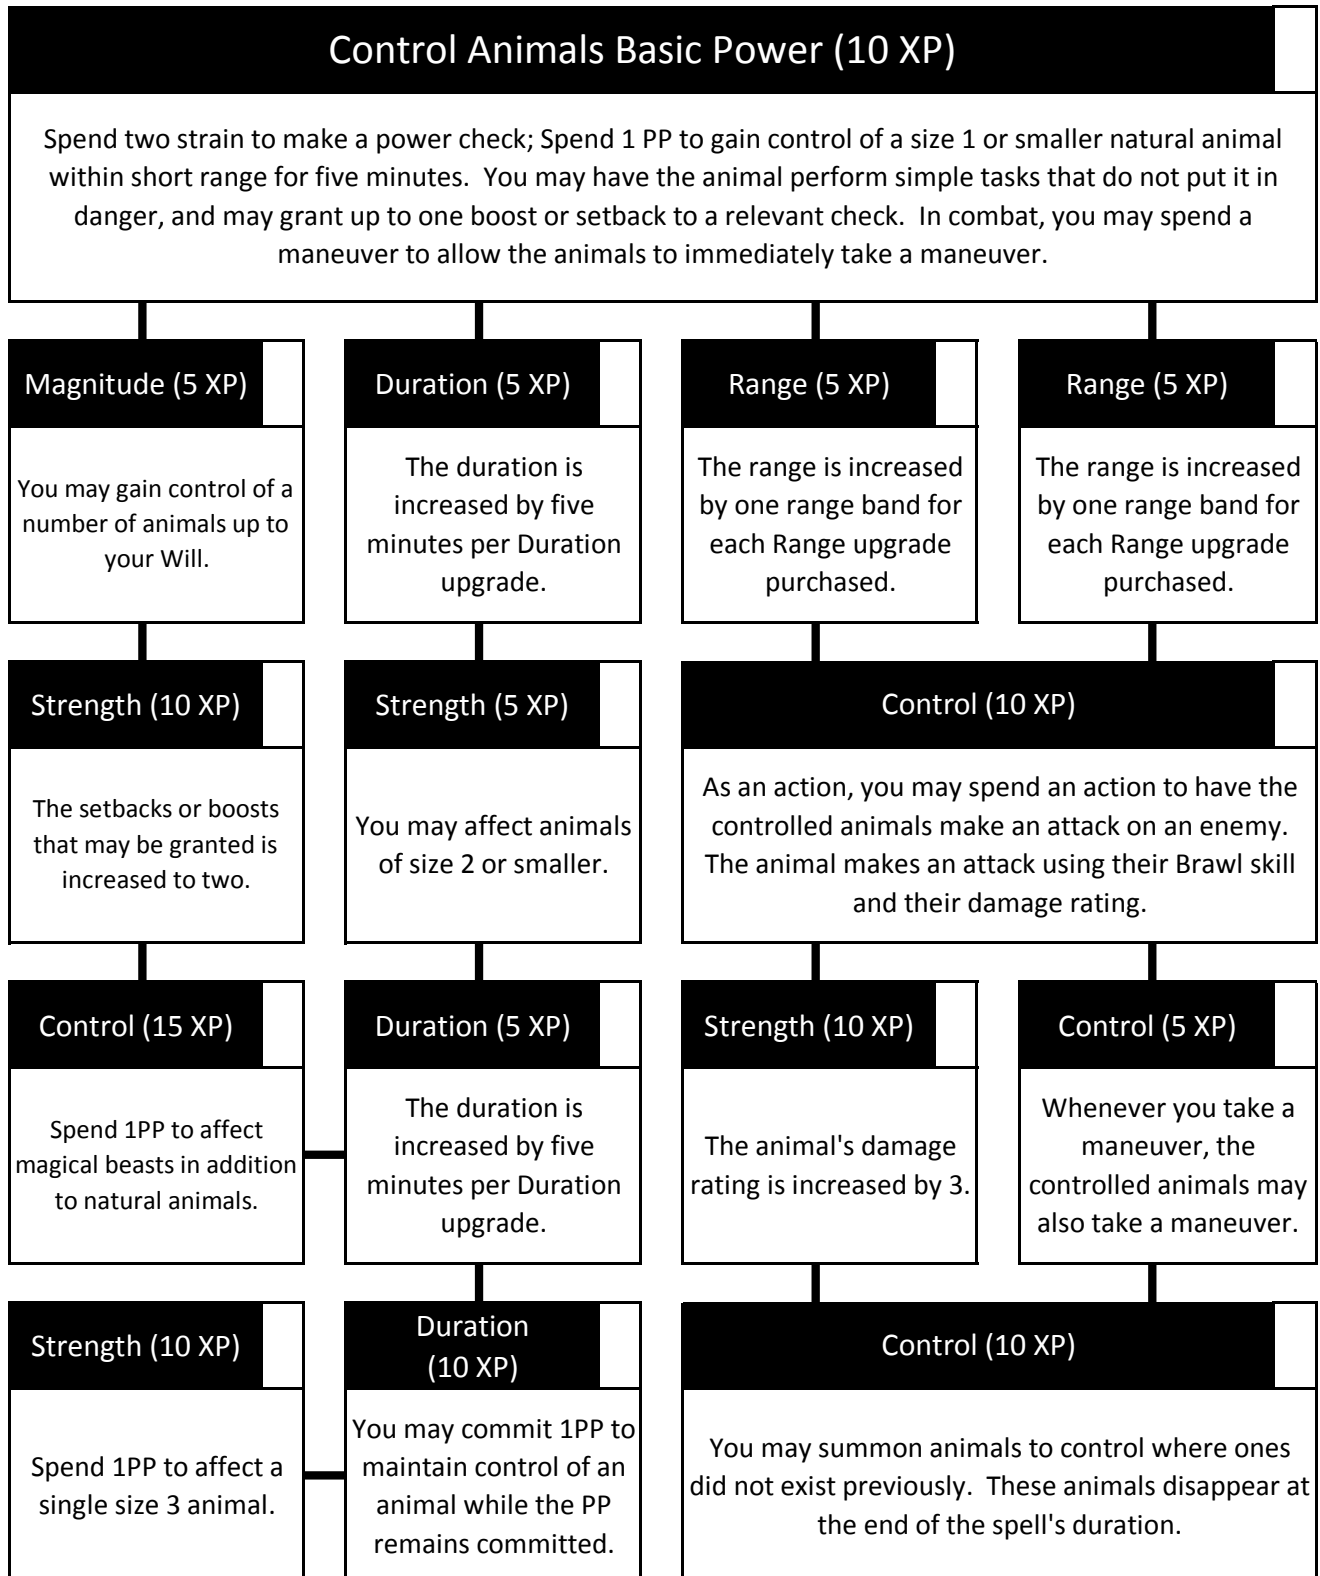 Control Animals Basic Power (10 XP)
Spend two strain to make a power check; Spend 1 PP to gain control of a size 1 or smaller natural animal
within short range for five minutes.  You may have the animal perform simple tasks that do not put it in
danger, and may grant up to one boost or setback to a relevant check.  In combat, you may spend a
maneuver to allow the animals to immediately take a maneuver.
Magnitude (5 XP)
You may gain control of a
number of animals up to
your Will.
Duration (5 XP)
The duration is
increased by five
minutes per Duration
upgrade.
Range (5 XP)
The range is increased
by one range band for
each Range upgrade
purchased.
Range (5 XP)
The range is increased
by one range band for
each Range upgrade
purchased.
Strength (10 XP)
The setbacks or boosts
that may be granted is
increased to two.
Strength (5 XP)
You may affect animals
of size 2 or smaller.
Control (10 XP)
As an action, you may spend an action to have the
controlled animals make an attack on an enemy.
The animal makes an attack using their Brawl skill
and their damage rating.
Control (15 XP)
Spend 1PP to affect
magical beasts in addition
to natural animals.
Duration (5 XP)
The duration is
increased by five
minutes per Duration
upgrade.
Strength (10 XP)
The animal's damage
rating is increased by 3.
Control (5 XP)
Whenever you take a
maneuver, the
controlled animals may
also take a maneuver.
Strength (10 XP)
Spend 1PP to affect a
single size 3 animal.
Duration
(10 XP)
You may commit 1PP to
maintain control of an
animal while the PP
remains committed.
Control (10 XP)
You may summon animals to control where ones
did not exist previously.  These animals disappear at
the end of the spell's duration.